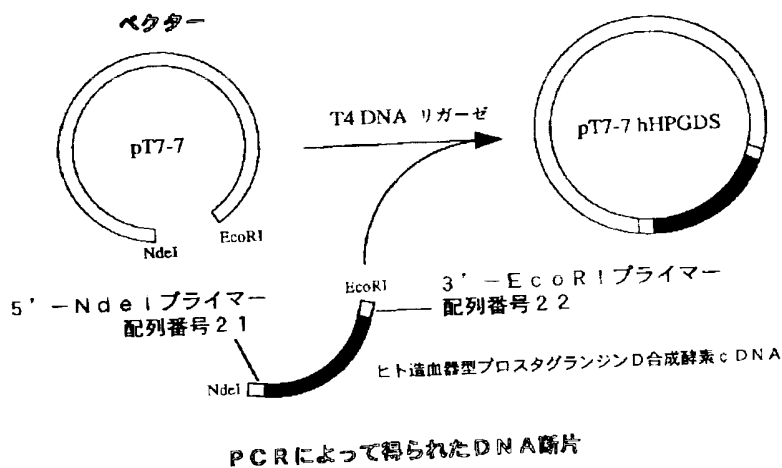 ベクター
pT7-7
T4 DNA リガーゼ
pT7-7 hHPGDS
NdeI
EcoRI
EcoRI
5'-NdeIプライマー
配列番号21
3'-EcoRIプライマー
配列番号22
NdeI
ヒト造血器型プロスタグランジンD合成酵素cDNA
PCRによって得られたDNA断片